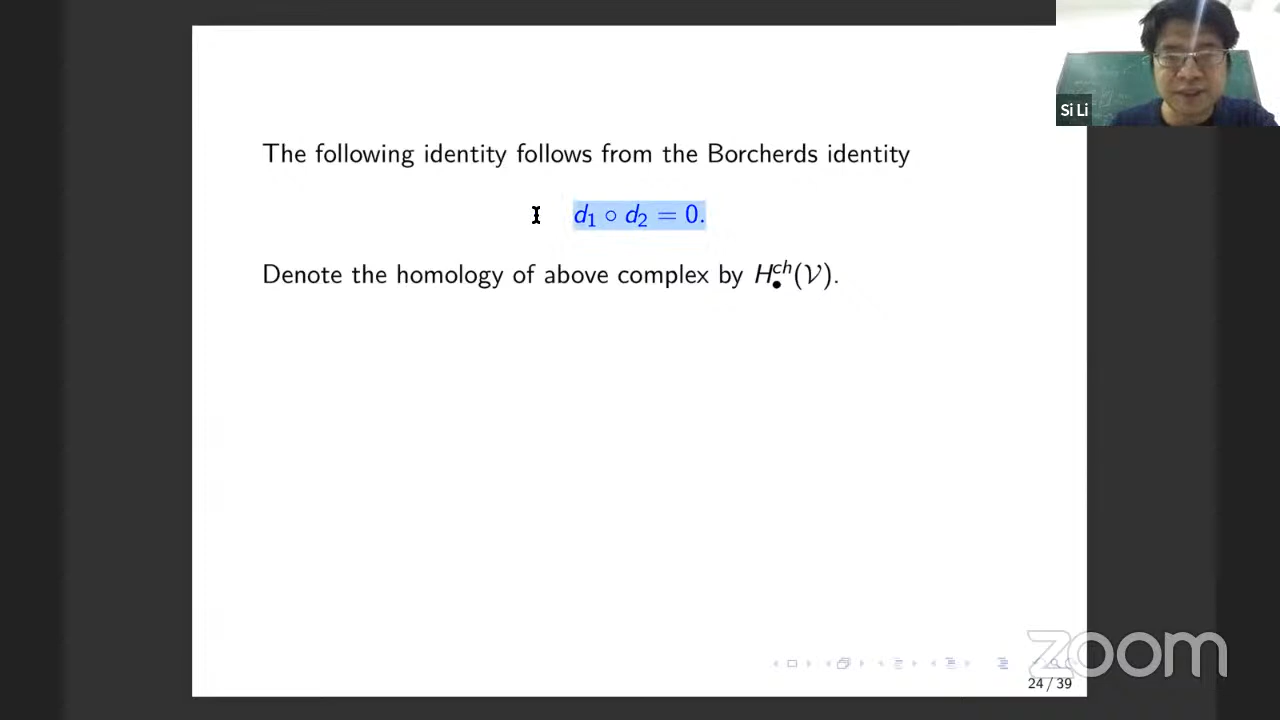 Si Li
The following identity follows from the Borcherds identity
d₁ ∘ d₂ = 0.
Denote the homology of above complex by H^{ch}_•(𝒱).
zoom
24 / 39